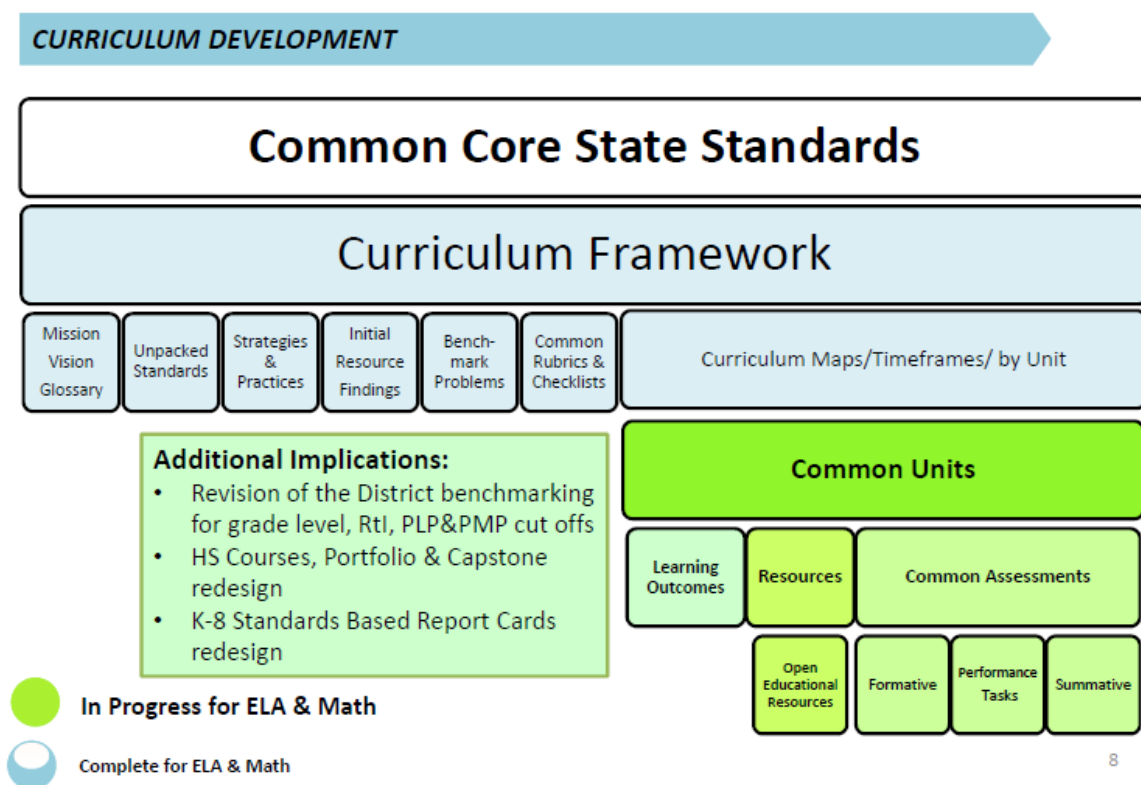 CURRICULUM DEVELOPMENT
Common Core State Standards
Curriculum Framework
Mission
Vision
Glossary
Unpacked
Standards
Strategies
&
Practices
Initial
Resource
Findings
Bench-
mark
Problems
Common
Rubrics &
Checklists
Curriculum Maps/Timeframes/ by Unit
Additional Implications:
• Revision of the District benchmarking
for grade level, RtI, PLP&PMP cut offs
• HS Courses, Portfolio & Capstone
redesign
• K-8 Standards Based Report Cards
redesign
Common Units
Learning
Outcomes
Resources
Common Assessments
Open
Educational
Resources
Formative
Performance
Tasks
Summative
In Progress for ELA & Math
Complete for ELA & Math
8